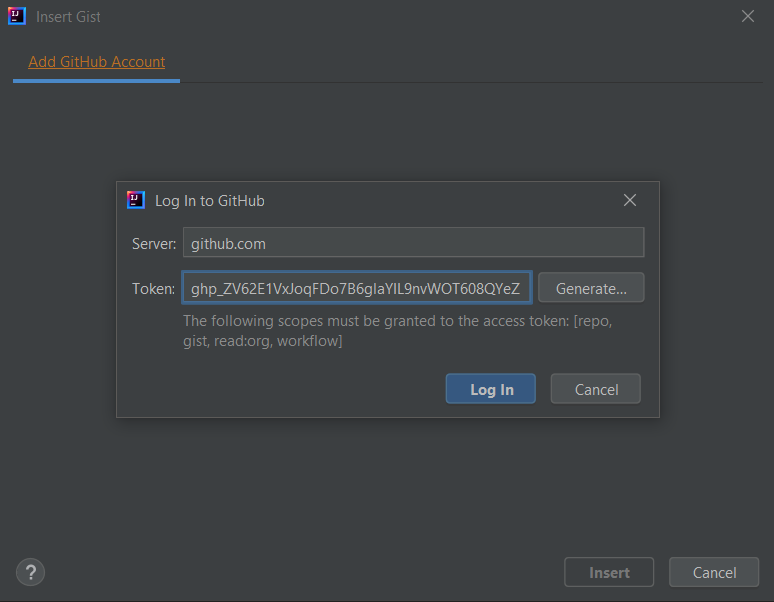 Insert Gist
Add GitHub Account
Log In to GitHub
Server: github.com
Token: Generate...
The following scopes must be granted to the access token: [repo,
gist, read:org, workflow]
Log In Cancel
? Insert Cancel